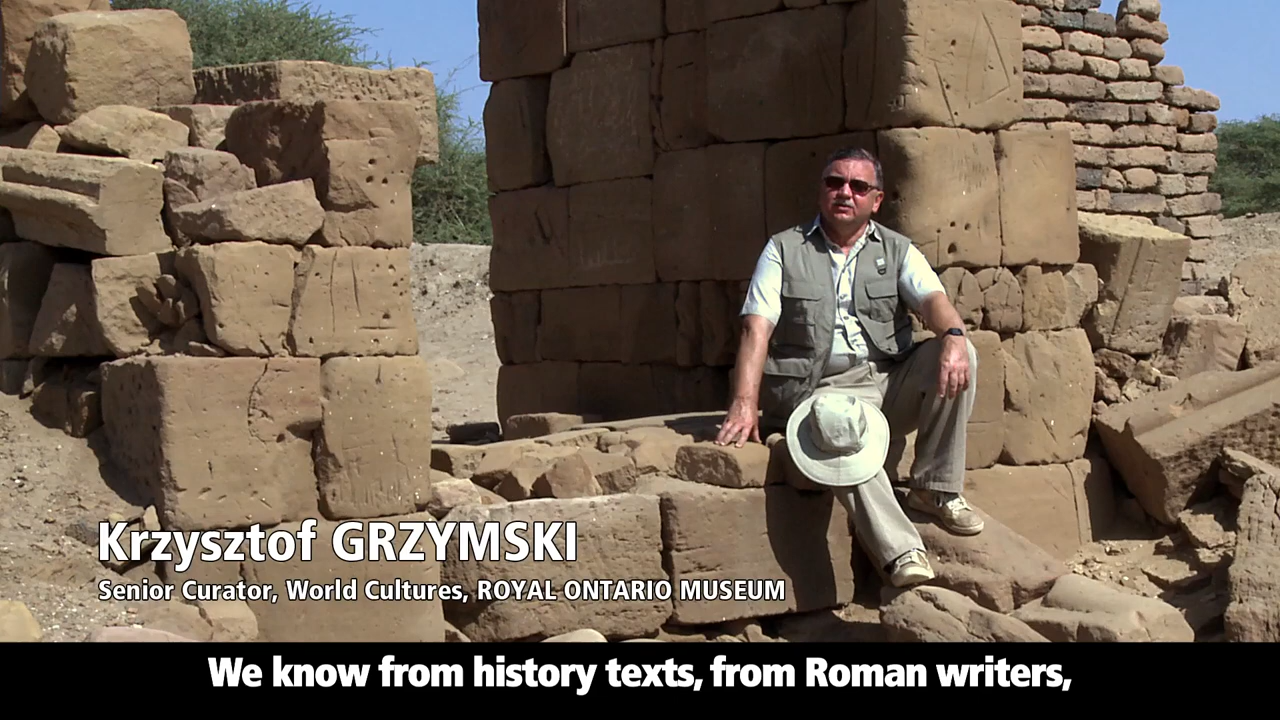 Krzysztof GRZYMSKI
Senior Curator, World Cultures, ROYAL ONTARIO MUSEUM
We know from history texts, from Roman writers,